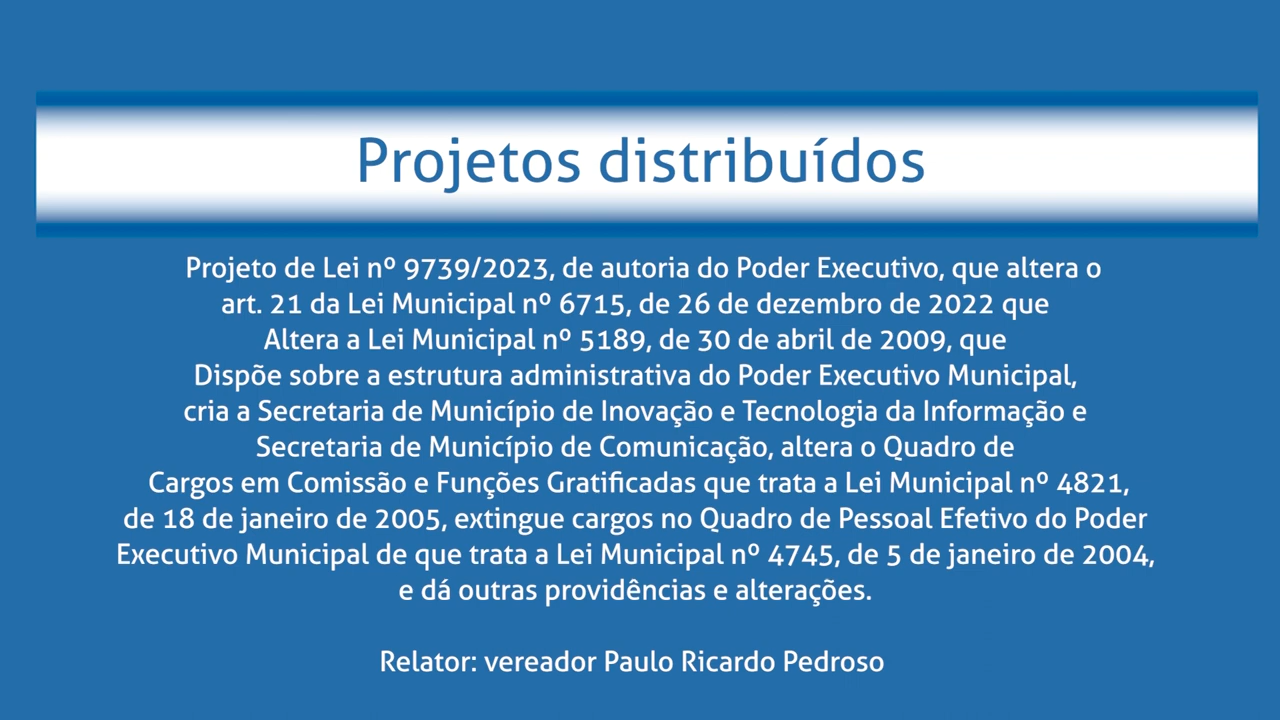 Projetos distribuídos
Projeto de Lei nº 9739/2023, de autoria do Poder Executivo, que altera o
art. 21 da Lei Municipal nº 6715, de 26 de dezembro de 2022 que
Altera a Lei Municipal nº 5189, de 30 de abril de 2009, que
Dispõe sobre a estrutura administrativa do Poder Executivo Municipal,
cria a Secretaria de Município de Inovação e Tecnologia da Informação e
Secretaria de Município de Comunicação, altera o Quadro de
Cargos em Comissão e Funções Gratificadas que trata a Lei Municipal nº 4821,
de 18 de janeiro de 2005, extingue cargos no Quadro de Pessoal Efetivo do Poder
Executivo Municipal de que trata a Lei Municipal nº 4745, de 5 de janeiro de 2004,
e dá outras providências e alterações.
Relator: vereador Paulo Ricardo Pedroso